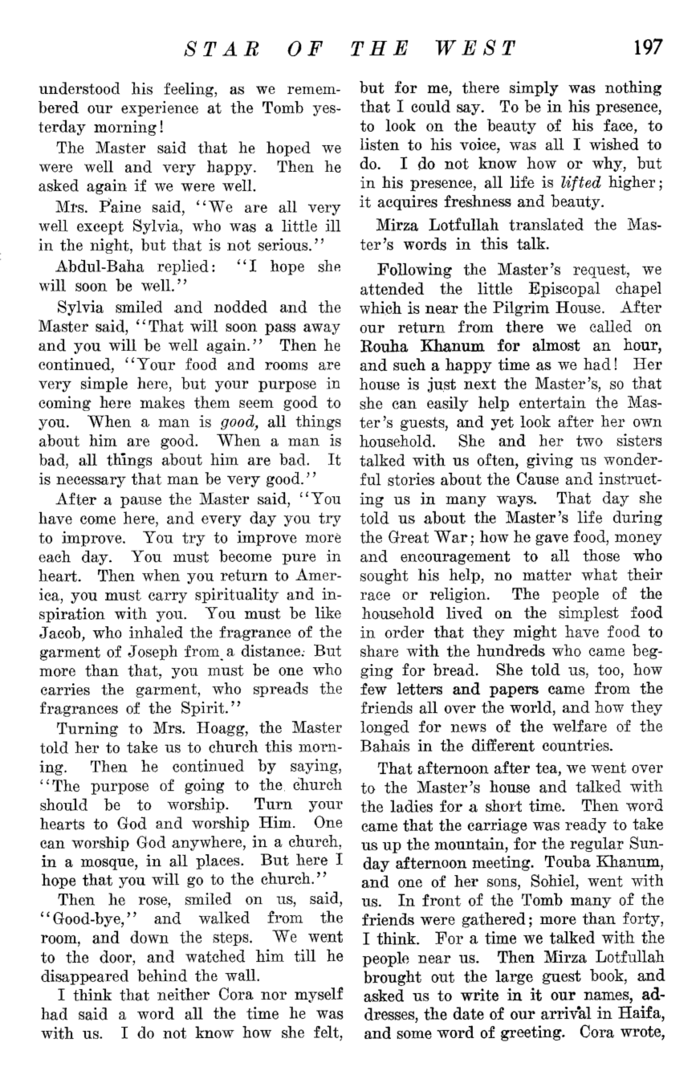 STAR OF THE WEST 197
understood his feeling, as we remem-
bered our experience at the Tomb yes-
terday morning!
The Master said that he hoped we
were well and very happy. Then he
asked again if we were well.
Mrs. Paine said, "We are all very
well except Sylvia, who was a little ill
in the night, but that is not serious."
Abdul-Baha replied: "I hope she
will soon be well."
Sylvia smiled and nodded and the
Master said, "That will soon pass away
and you will be well again." Then he
continued, "Your food and rooms are
very simple here, but your purpose in
coming here makes them seem good to
you. When a man is good, all things
about him are good. When a man is
bad, all things about him are bad. It
is necessary that man be very good."
After a pause the Master said, "You
have come here, and every day you try
to improve. You try to improve more
each day. You must become pure in
heart. Then when you return to Amer-
ica, you must carry spirituality and in-
spiration with you. You must be like
Jacob, who inhaled the fragrance of the
garment of Joseph from a distance. But
more than that, you must be one who
carries the garment, who spreads the
fragrances of the Spirit."
Turning to Mrs. Hoagg, the Master
told her to take us to church this morn-
ing. Then he continued by saying,
"The purpose of going to the church
should be to worship. Turn your
hearts to God and worship Him. One
can worship God anywhere, in a church,
in a mosque, in all places. But here I
hope that you will go to the church."
Then he rose, smiled on us, said,
"Good-bye," and walked from the
room, and down the steps. We went
to the door, and watched him till he
disappeared behind the wall.
I think that neither Cora nor myself
had said a word all the time he was
with us. I do not know how she felt,
but for me, there simply was nothing
that I could say. To be in his presence,
to look on the beauty of his face, to
listen to his voice, was all I wished to
do. I do not know how or why, but
in his presence, all life is lifted higher;
it acquires freshness and beauty.
Mirza Lotfullah translated the Mas-
ter's words in this talk.
Following the Master's request, we
attended the little Episcopal chapel
which is near the Pilgrim House. After
our return from there we called on
Rouha Khanum for almost an hour,
and such a happy time as we had! Her
house is just next the Master's, so that
she can easily help entertain the Mas-
ter's guests, and yet look after her own
household. She and her two sisters
talked with us often, giving us wonder-
ful stories about the Cause and instruct-
ing us in many ways. That day she
told us about the Master's life during
the Great War; how he gave food, money
and encouragement to all those who
sought his help, no matter what their
race or religion. The people of the
household lived on the simplest food
in order that they might have food to
share with the hundreds who came beg-
ging for bread. She told us, too, how
few letters and papers came from the
friends all over the world, and how they
longed for news of the welfare of the
Bahais in the different countries.
That afternoon after tea, we went over
to the Master's house and talked with
the ladies for a short time. Then word
came that the carriage was ready to take
us up the mountain, for the regular Sun-
day afternoon meeting. Touba Khanum,
and one of her sons, Sohiel, went with
us. In front of the Tomb many of the
friends were gathered; more than forty,
I think. For a time we talked with the
people near us. Then Mirza Lotfullah
brought out the large guest book, and
asked us to write in it our names, ad-
dresses, the date of our arrival in Haifa,
and some word of greeting. Cora wrote,